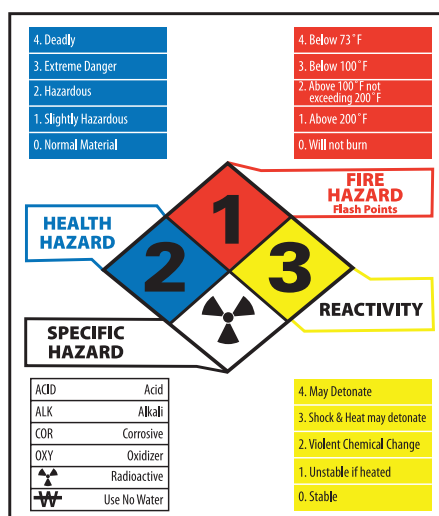 4. Deadly
3. Extreme Danger
2. Hazardous
1. Slightly Hazardous
0. Normal Material
4. Below 73˚F
3. Below 100˚F
2. Above 100˚F not
exceeding 200˚F
1. Above 200˚F
0. Will not burn
FIRE
HAZARD
Flash Points
HEALTH
HAZARD
1
2
3
REACTIVITY
SPECIFIC
HAZARD
ACID Acid
ALK Alkali
COR Corrosive
OXY Oxidizer
Radioactive
W Use No Water
4. May Detonate
3. Shock & Heat may detonate
2. Violent Chemical Change
1. Unstable if heated
0. Stable